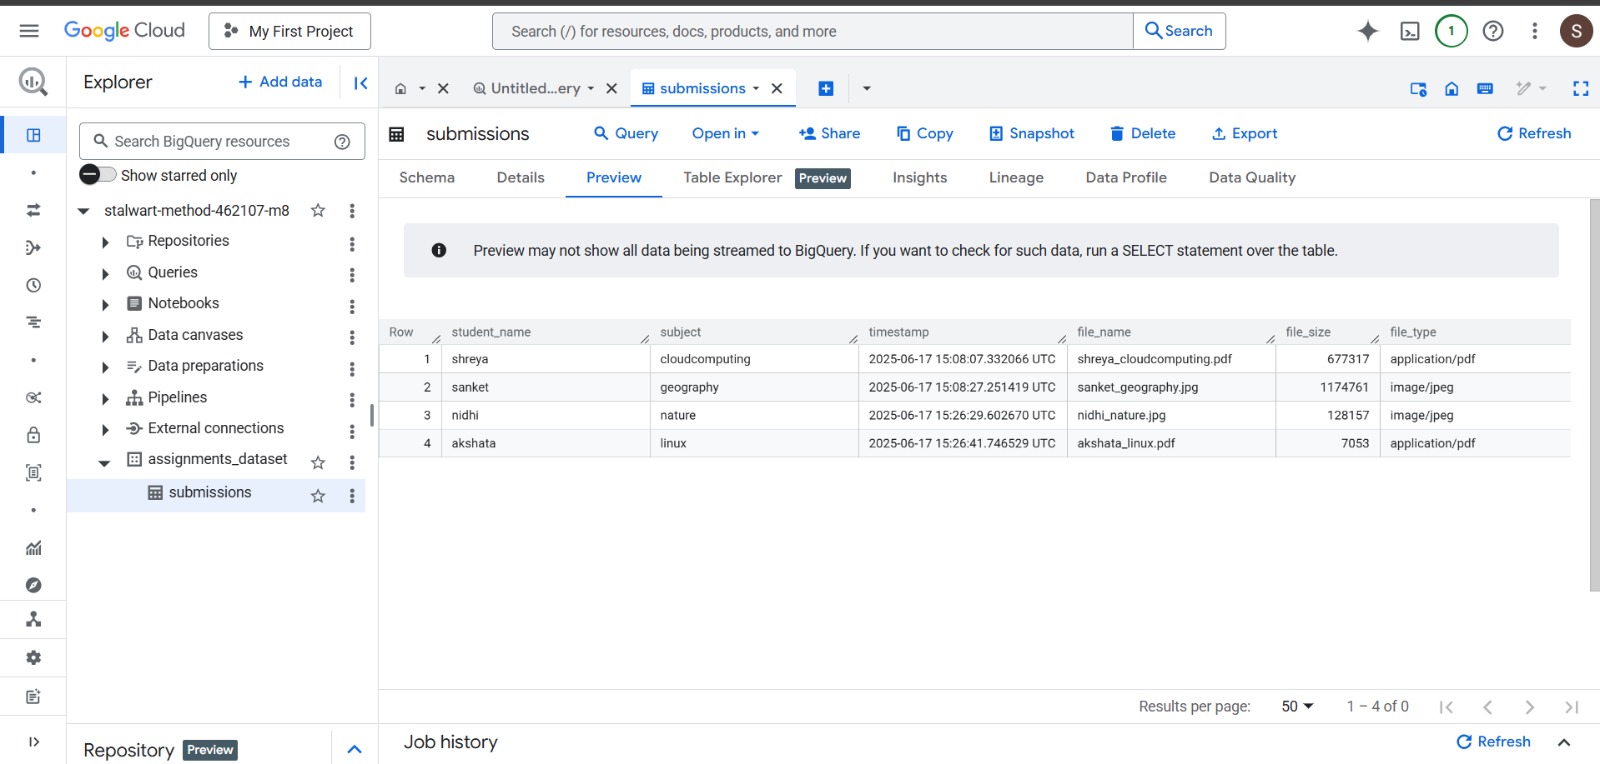 Google Cloud My First Project Search (/) for resources, docs, products, and more Search 1 S
Explorer + Add data
Untitled...ery submissions
Search BigQuery resources
Show starred only
stalwart-method-462107-m8
Repositories
Queries
Notebooks
Data canvases
Data preparations
Pipelines
External connections
assignments_dataset
submissions
Repository Preview
submissions Query Open in Share Copy Snapshot Delete Export Refresh
Schema Details Preview Table Explorer Preview Insights Lineage Data Profile Data Quality
Preview may not show all data being streamed to BigQuery. If you want to check for such data, run a SELECT statement over the table.
Row student_name subject timestamp file_name file_size file_type
1 shreya cloudcomputing 2025-06-17 15:08:07.332066 UTC shreya_cloudcomputing.pdf 677317 application/pdf
2 sanket geography 2025-06-17 15:08:27.251419 UTC sanket_geography.jpg 1174761 image/jpeg
3 nidhi nature 2025-06-17 15:26:29.602670 UTC nidhi_nature.jpg 128157 image/jpeg
4 akshata linux 2025-06-17 15:26:41.746529 UTC akshata_linux.pdf 7053 application/pdf
Results per page: 50 1 – 4 of 0
Job history Refresh